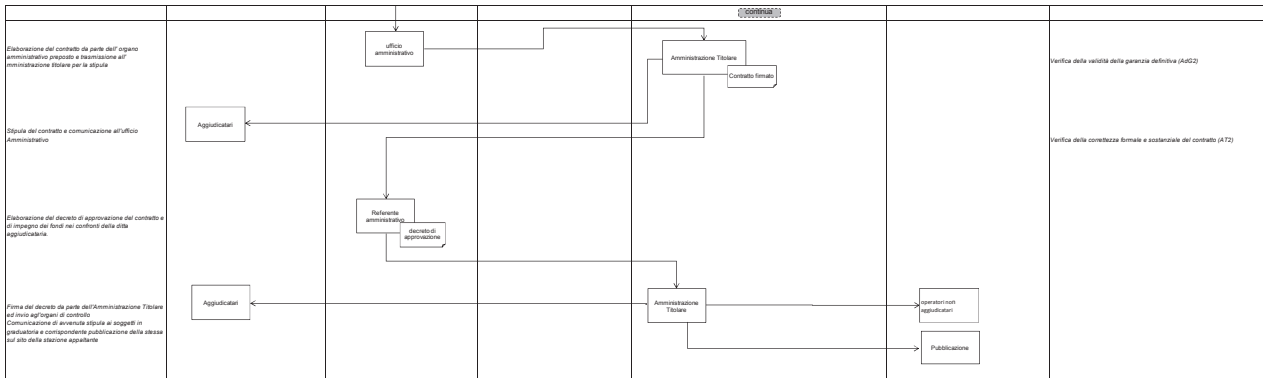 continua
Elaborazione del contratto da parte dell' organo
amministrativo preposto e trasmissione all'
mministrazione titolare per la stipula
ufficio
amministrativo
Amministrazione Titolare
Contratto firmato
Verifica della validità della garanzia definitiva (AdG2)
Stipula del contratto e comunicazione all'ufficio
Amministrativo
Aggiudicatari
Verifica della correttezza formale e sostanziale del contratto (AT2)
Elaborazione del decreto di approvazione del contratto e
di impegno dei fondi nei confronti della ditta
aggiudicataria.
Referente
amministrativo
decreto di
approvazione
Firma del decreto da parte dell'Amministrazione Titolare
ed invio agl'organi di controllo
Comunicazione di avvenuta stipula ai soggetti in
graduatoria e corrispondente pubblicazione della stessa
sul sito della stazione appaltante
Aggiudicatari
Amministrazione
Titolare
operatori non
aggiudicatari
Pubblicazione